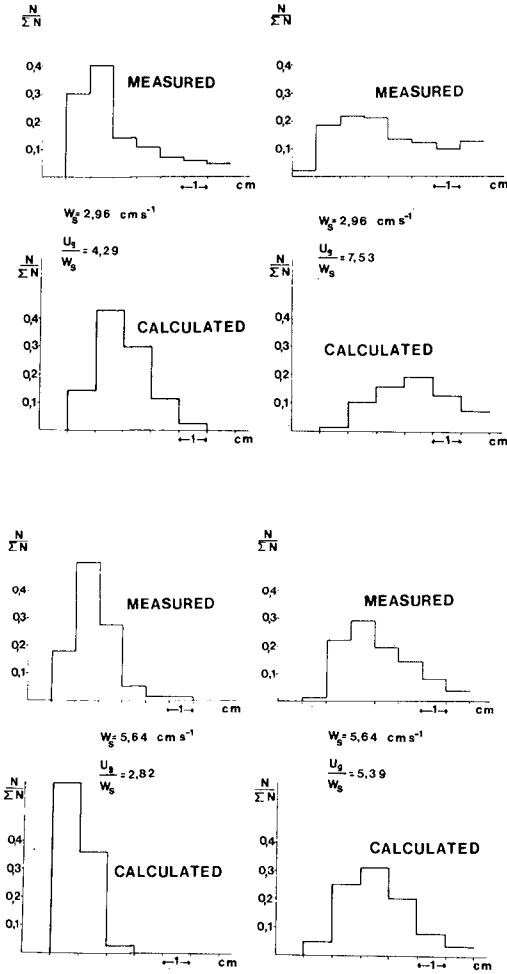 N
ΣN
0,4
0,3
0,2
0,1
MEASURED
←1→ cm
N
ΣN
0,4
0,3
0,2
0,1
MEASURED
←1→ cm
Ws= 2,96 cm s⁻¹
Ug
Ws = 4,29
Ws= 2,96 cm s⁻¹
Ug
Ws = 7,53
N
ΣN
0,4
0,3
0,2
0,1
CALCULATED
←1→ cm
N
ΣN
0,4
0,3
0,2
0,1
CALCULATED
←1→ cm
N
ΣN
0,4
0,3
0,2
0,1
MEASURED
←1→ cm
N
ΣN
0,4
0,3
0,2
0,1
MEASURED
←1→ cm
Ws= 5,64 cm s⁻¹
Ug
Ws = 2,82
Ws= 5,64 cm s⁻¹
Ug
Ws = 5,39
N
ΣN
0,4
0,3
0,2
0,1
CALCULATED
←1→ cm
N
ΣN
0,4
0,3
0,2
0,1
CALCULATED
←1→ cm